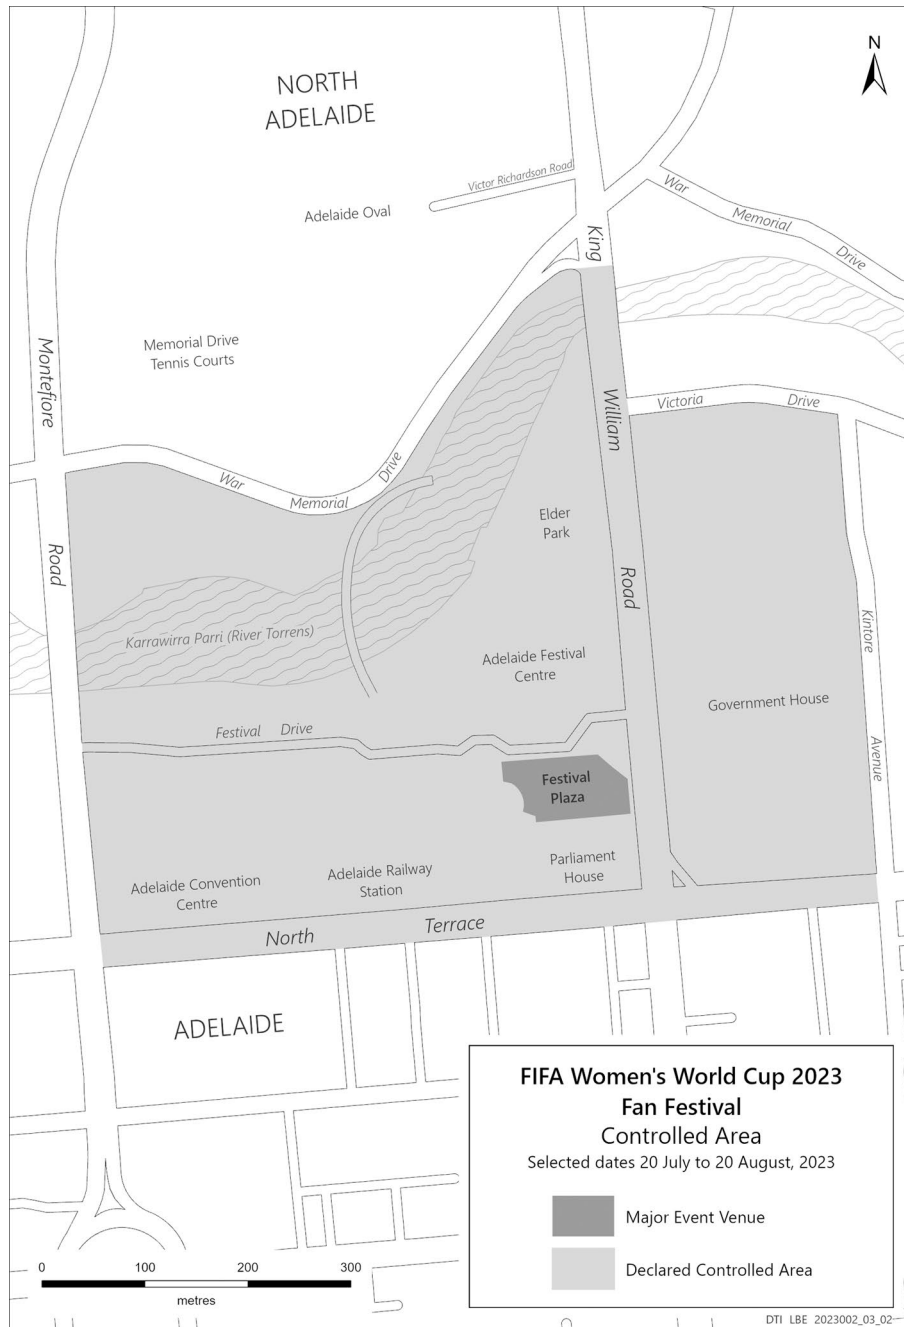 N
NORTH
ADELAIDE
Victor Richardson Road
War
Memorial
Drive
Adelaide Oval
King
Memorial Drive
Tennis Courts
Montefiore
William
Victoria
Drive
War
Memorial
Drive
Elder
Park
Road
Road
Kintore
Karrawirra Parri (River Torrens)
Adelaide Festival
Centre
Government House
Festival Drive
Avenue
Festival
Plaza
Parliament
House
Adelaide Railway
Station
Adelaide Convention
Centre
North
Terrace
ADELAIDE
FIFA Women's World Cup 2023
Fan Festival
Controlled Area
Selected dates 20 July to 20 August, 2023
Major Event Venue
Declared Controlled Area
0 100 200 300
metres
DTI LBE 2023002_03_02